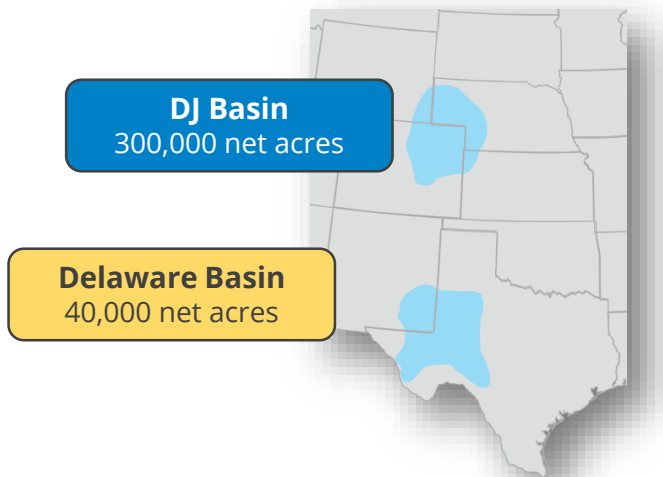 DJ Basin
300,000 net acres
Delaware Basin
40,000 net acres